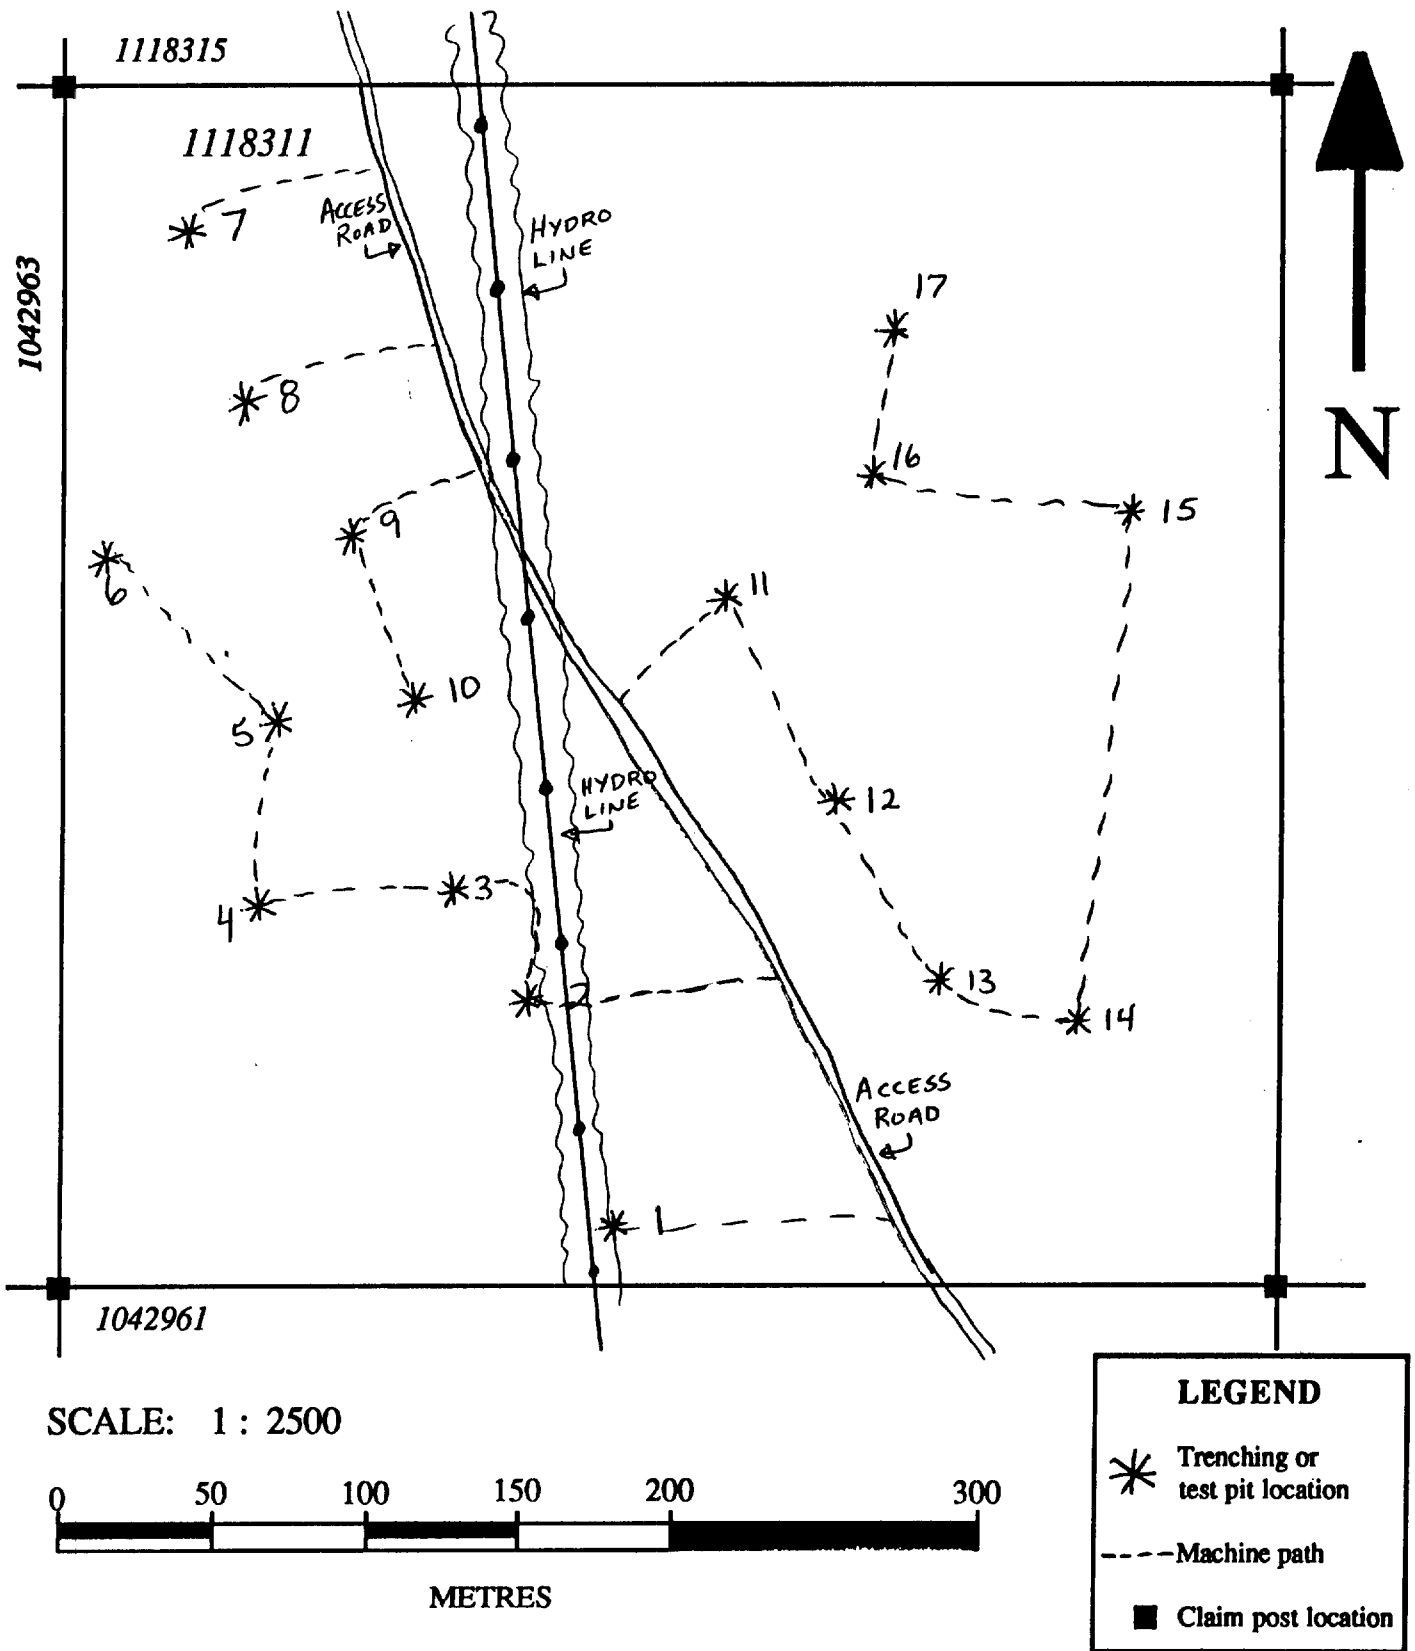 1118315
1118311
7
ACCESS
ROAD
HYDRO
LINE
1042963
17
8
N
16
15
9
6
11
10
5
HYDRO
LINE
12
3
4
2
13
14
ACCESS
ROAD
1
1042961
SCALE: 1 : 2500
0 50 100 150 200 300
METRES
LEGEND
Trenching or
test pit location
Machine path
Claim post location